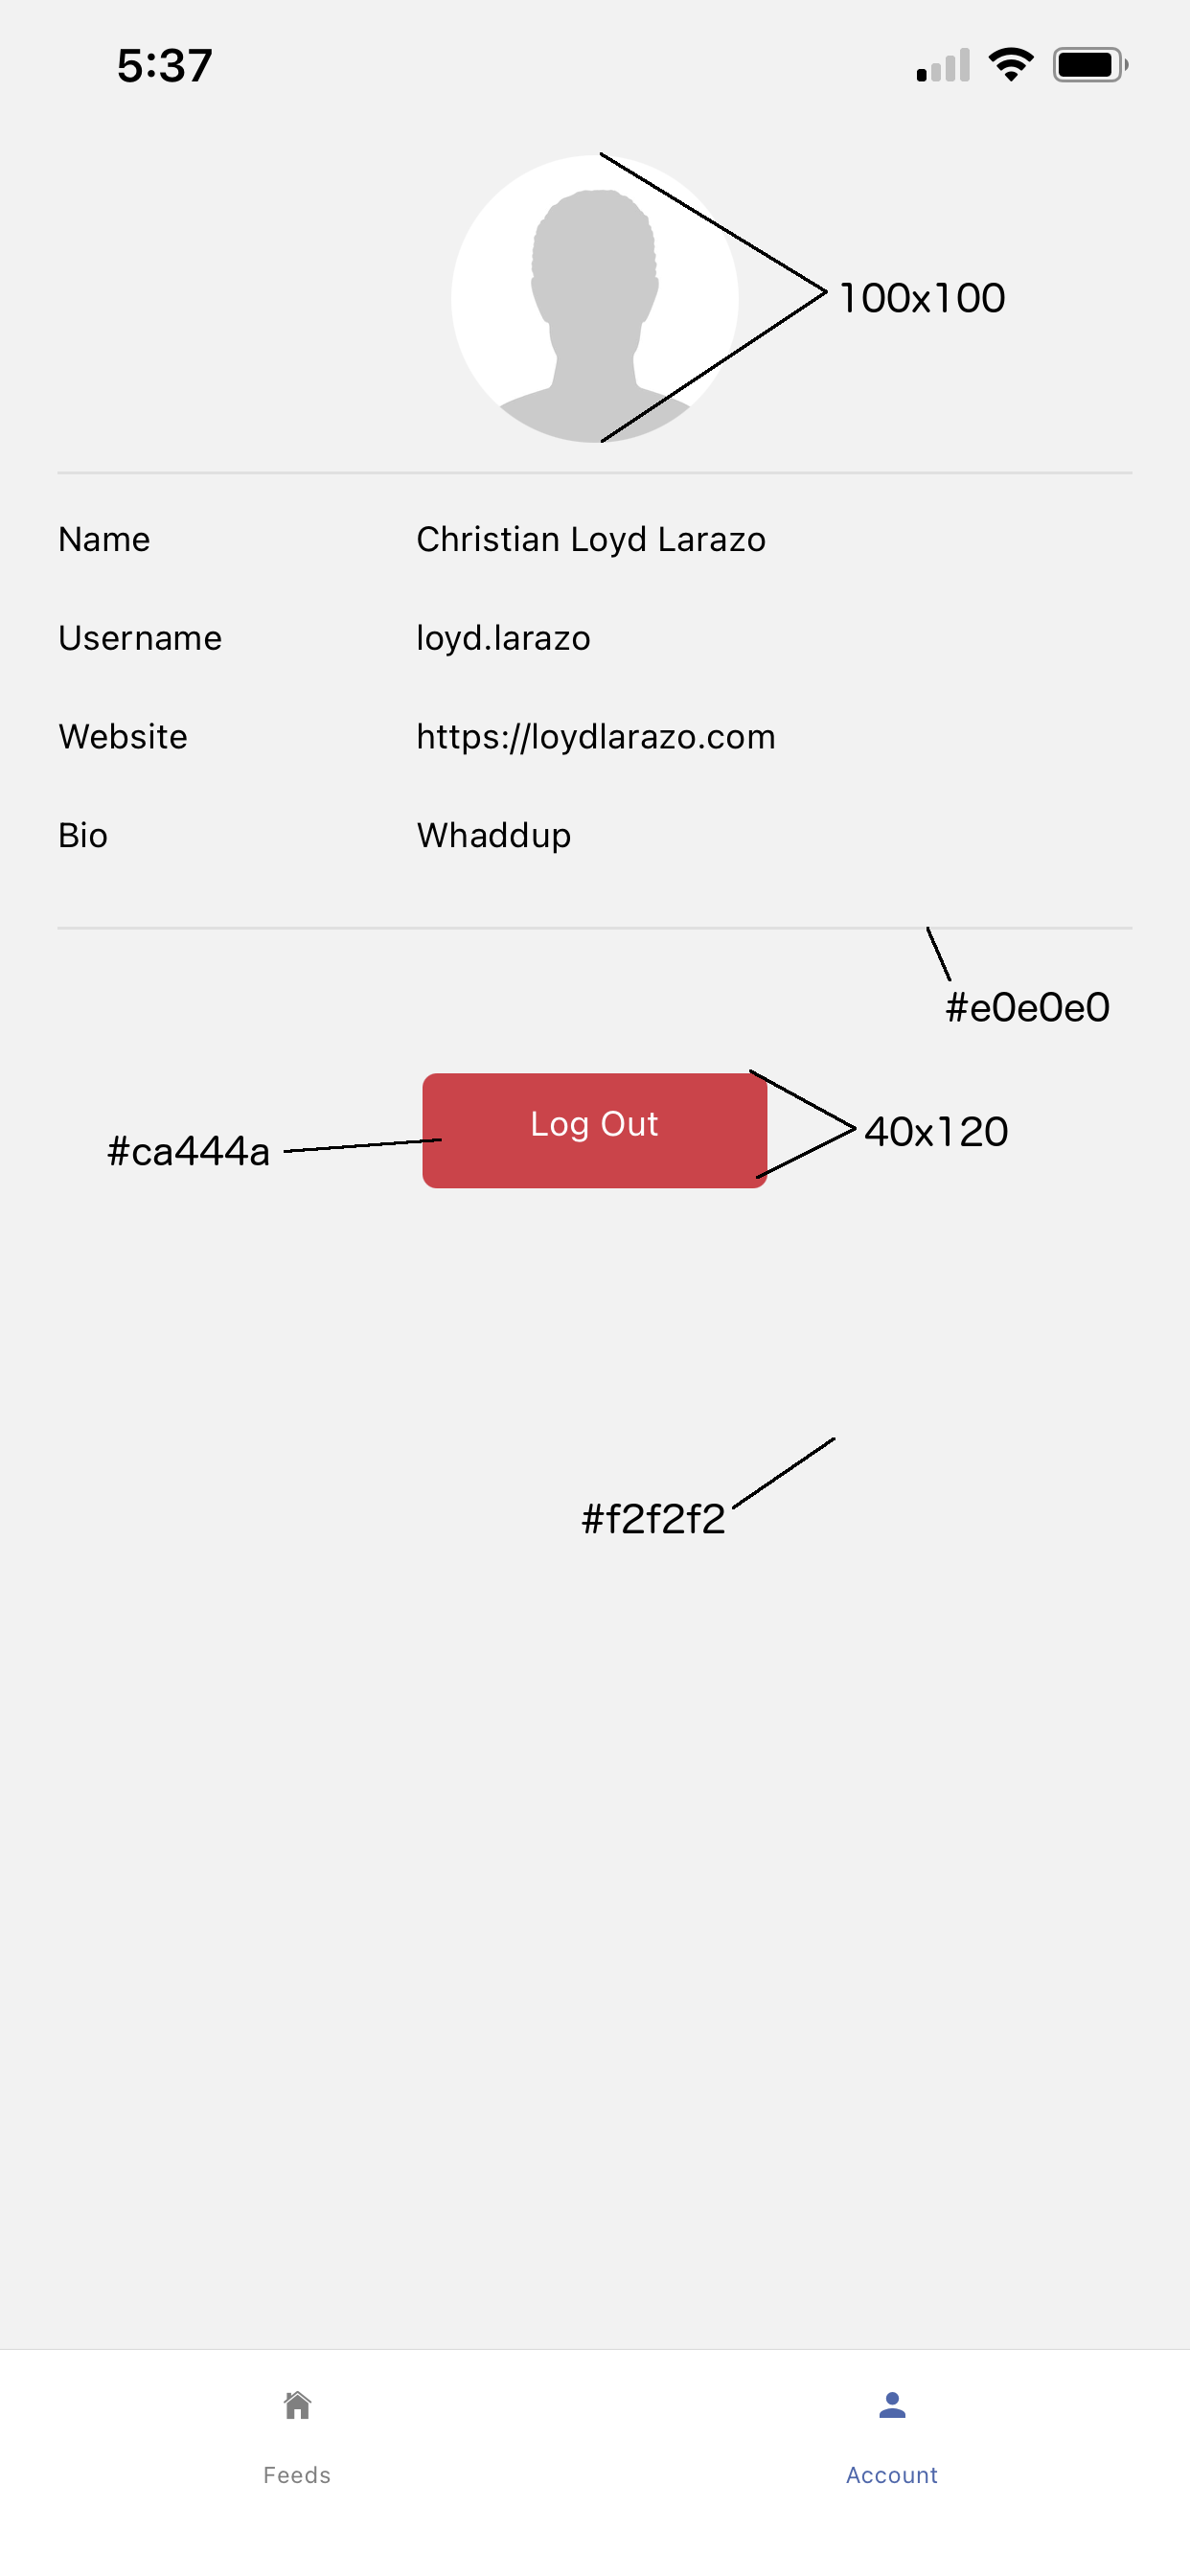 5:37
100x100
Name Christian Loyd Larazo
Username loyd.larazo
Website https://loydlarazo.com
Bio Whaddup
#e0e0e0
Log Out
40x120
#ca444a
#f2f2f2
Feeds Account